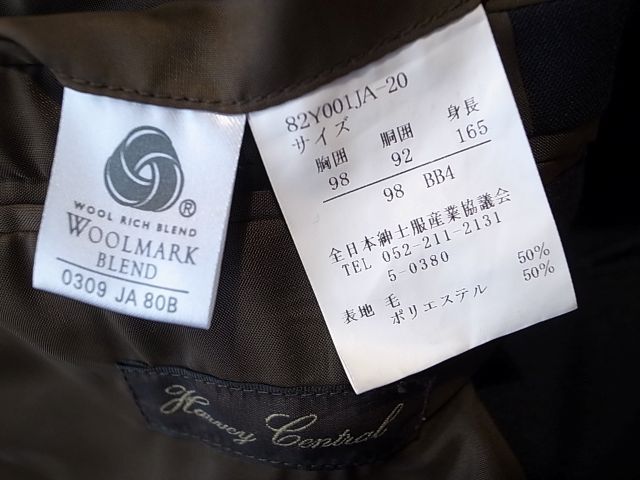 WOOL RICH BLEND
®
WOOLMARK
BLEND
0309 JA 80B
82Y001JA-20
サイズ
胸囲 胴囲 身長
98 92 165
98 BB4
全日本紳士服産業協議会
TEL 052-211-2131
5-0380
表地 毛 50%
ポリエステル 50%
Harvey Central